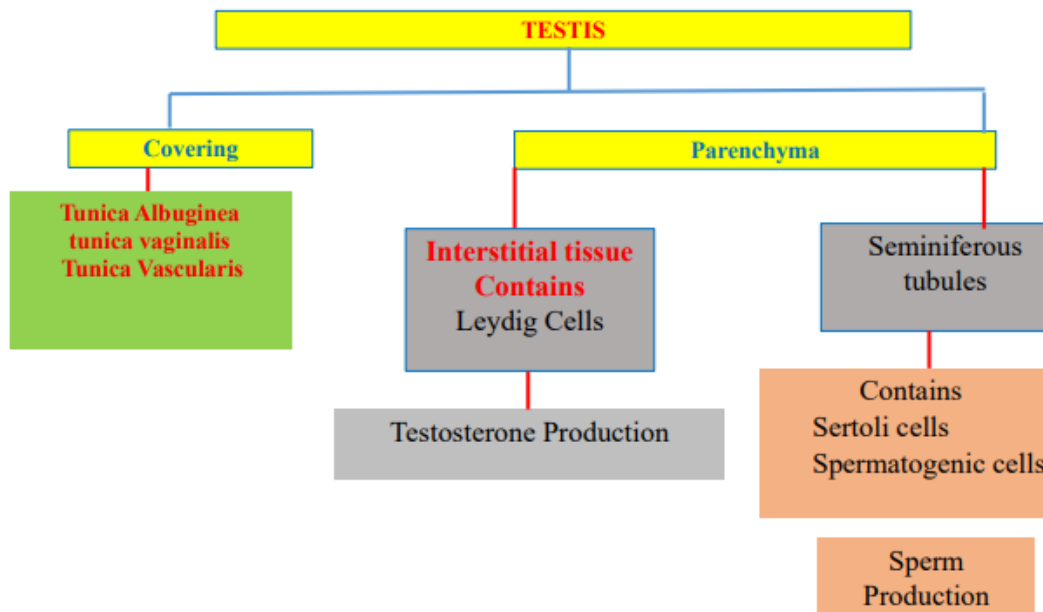 TESTIS
Covering
Parenchyma
Tunica Albuginea
tunica vaginalis
Tunica Vascularis
Interstitial tissue
Contains
Leydig Cells
Seminiferous
tubules
Testosterone Production
Contains
Sertoli cells
Spermatogenic cells
Sperm
Production